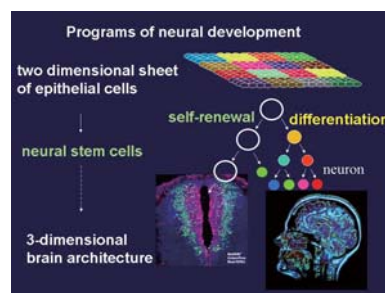 Programs of neural development
two dimensional sheet
of epithelial cells
self-renewal
differentiation
neural stem cells
neuron
3-dimensional
brain architecture